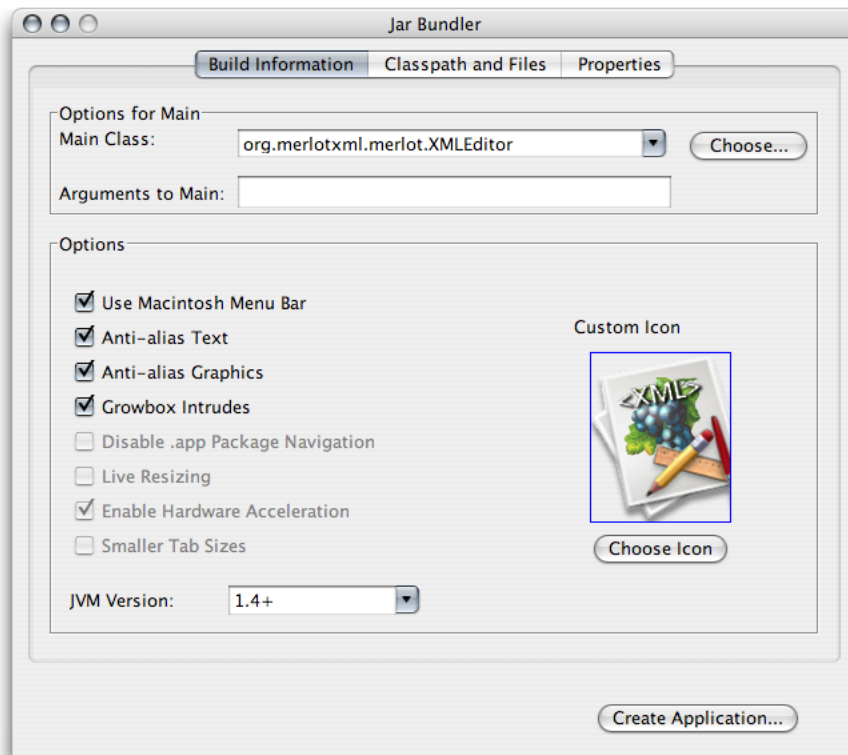 Jar Bundler
Build Information Classpath and Files Properties
Options for Main
Main Class: org.merlotxml.merlot.XMLEditor Choose...
Arguments to Main:
Options
Use Macintosh Menu Bar
Anti-alias Text
Custom Icon
Anti-alias Graphics
<XML>
Growbox Intrudes
Disable .app Package Navigation
Live Resizing
Enable Hardware Acceleration
Smaller Tab Sizes
Choose Icon
JVM Version: 1.4+
Create Application...